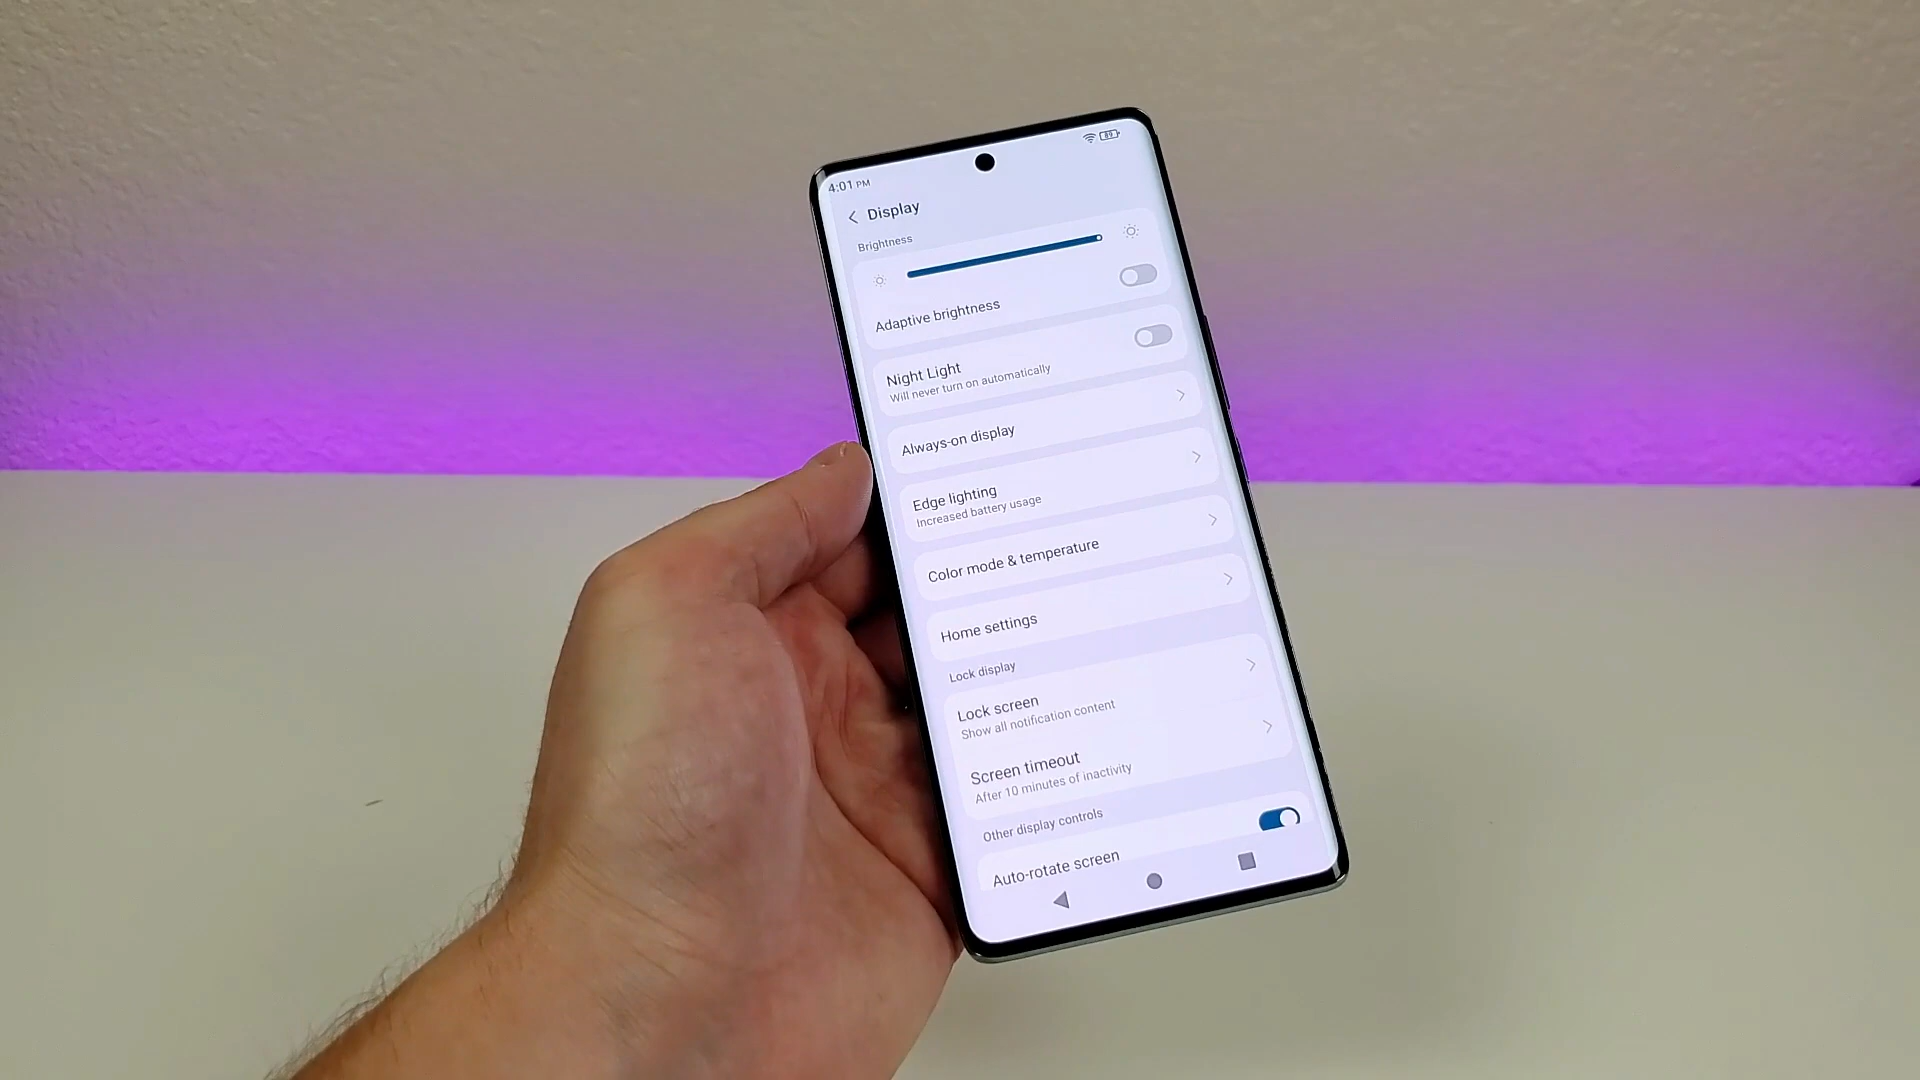 4:01 PM
89
Display
Brightness
Adaptive brightness
Night Light
Will never turn on automatically
Always-on display
Edge lighting
Increased battery usage
Color mode & temperature
Home settings
Lock display
Lock screen
Show all notification content
Screen timeout
After 10 minutes of inactivity
Other display controls
Auto-rotate screen